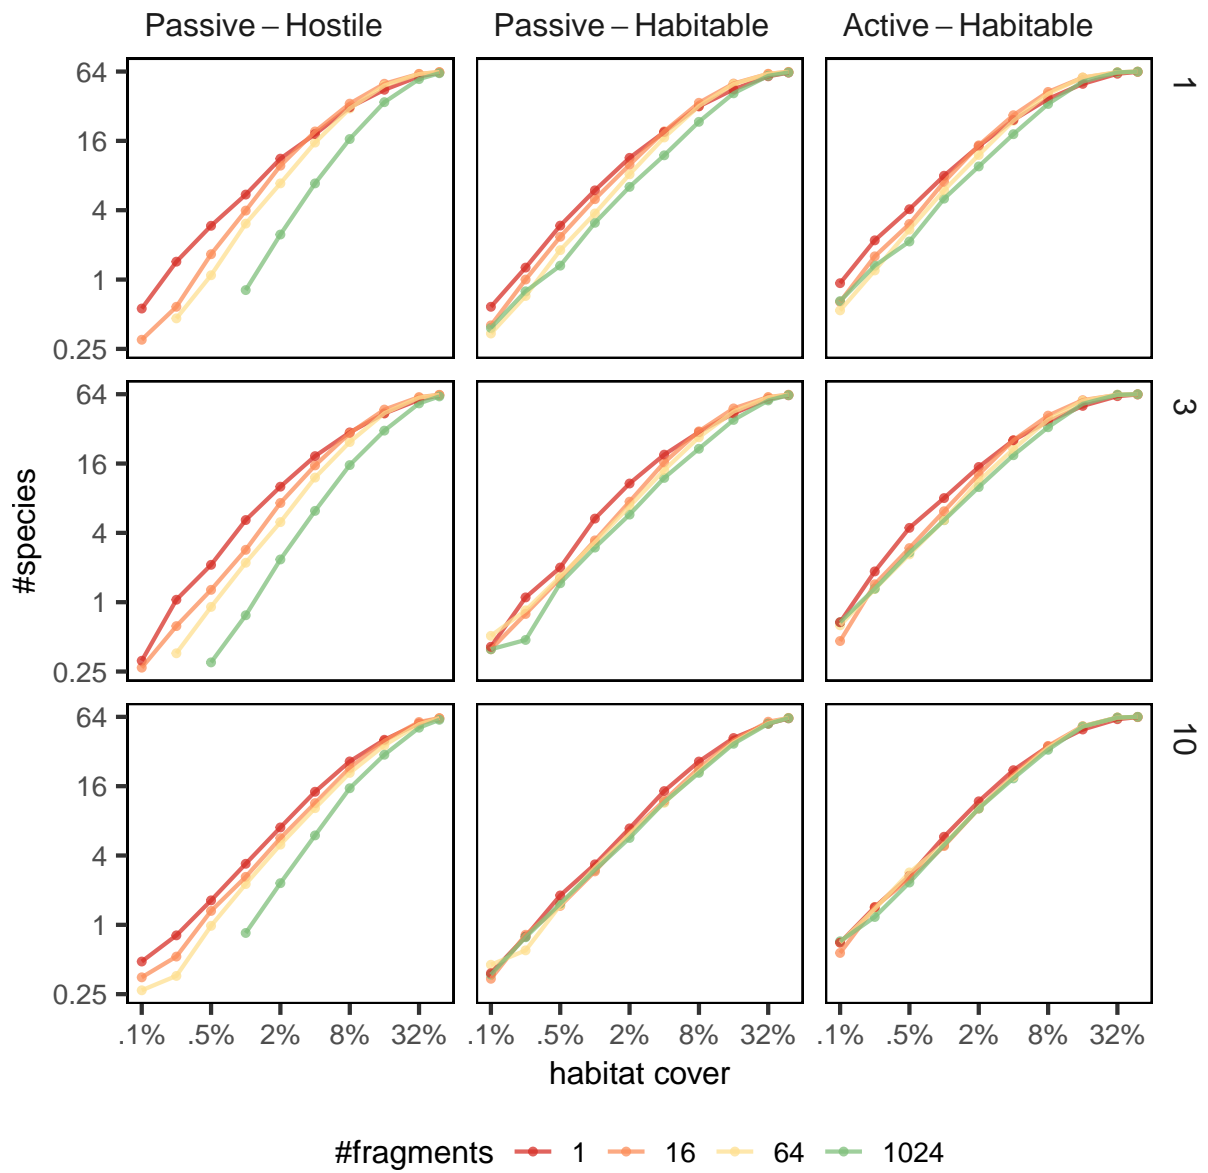 Passive – Hostile
Passive – Habitable
Active – Habitable
64
16
4
1
0.25
1
64
16
4
1
0.25
3
64
16
4
1
0.25
10
#species
.1% .5% 2% 8% 32%
.1% .5% 2% 8% 32%
.1% .5% 2% 8% 32%
habitat cover
#fragments 1 16 64 1024